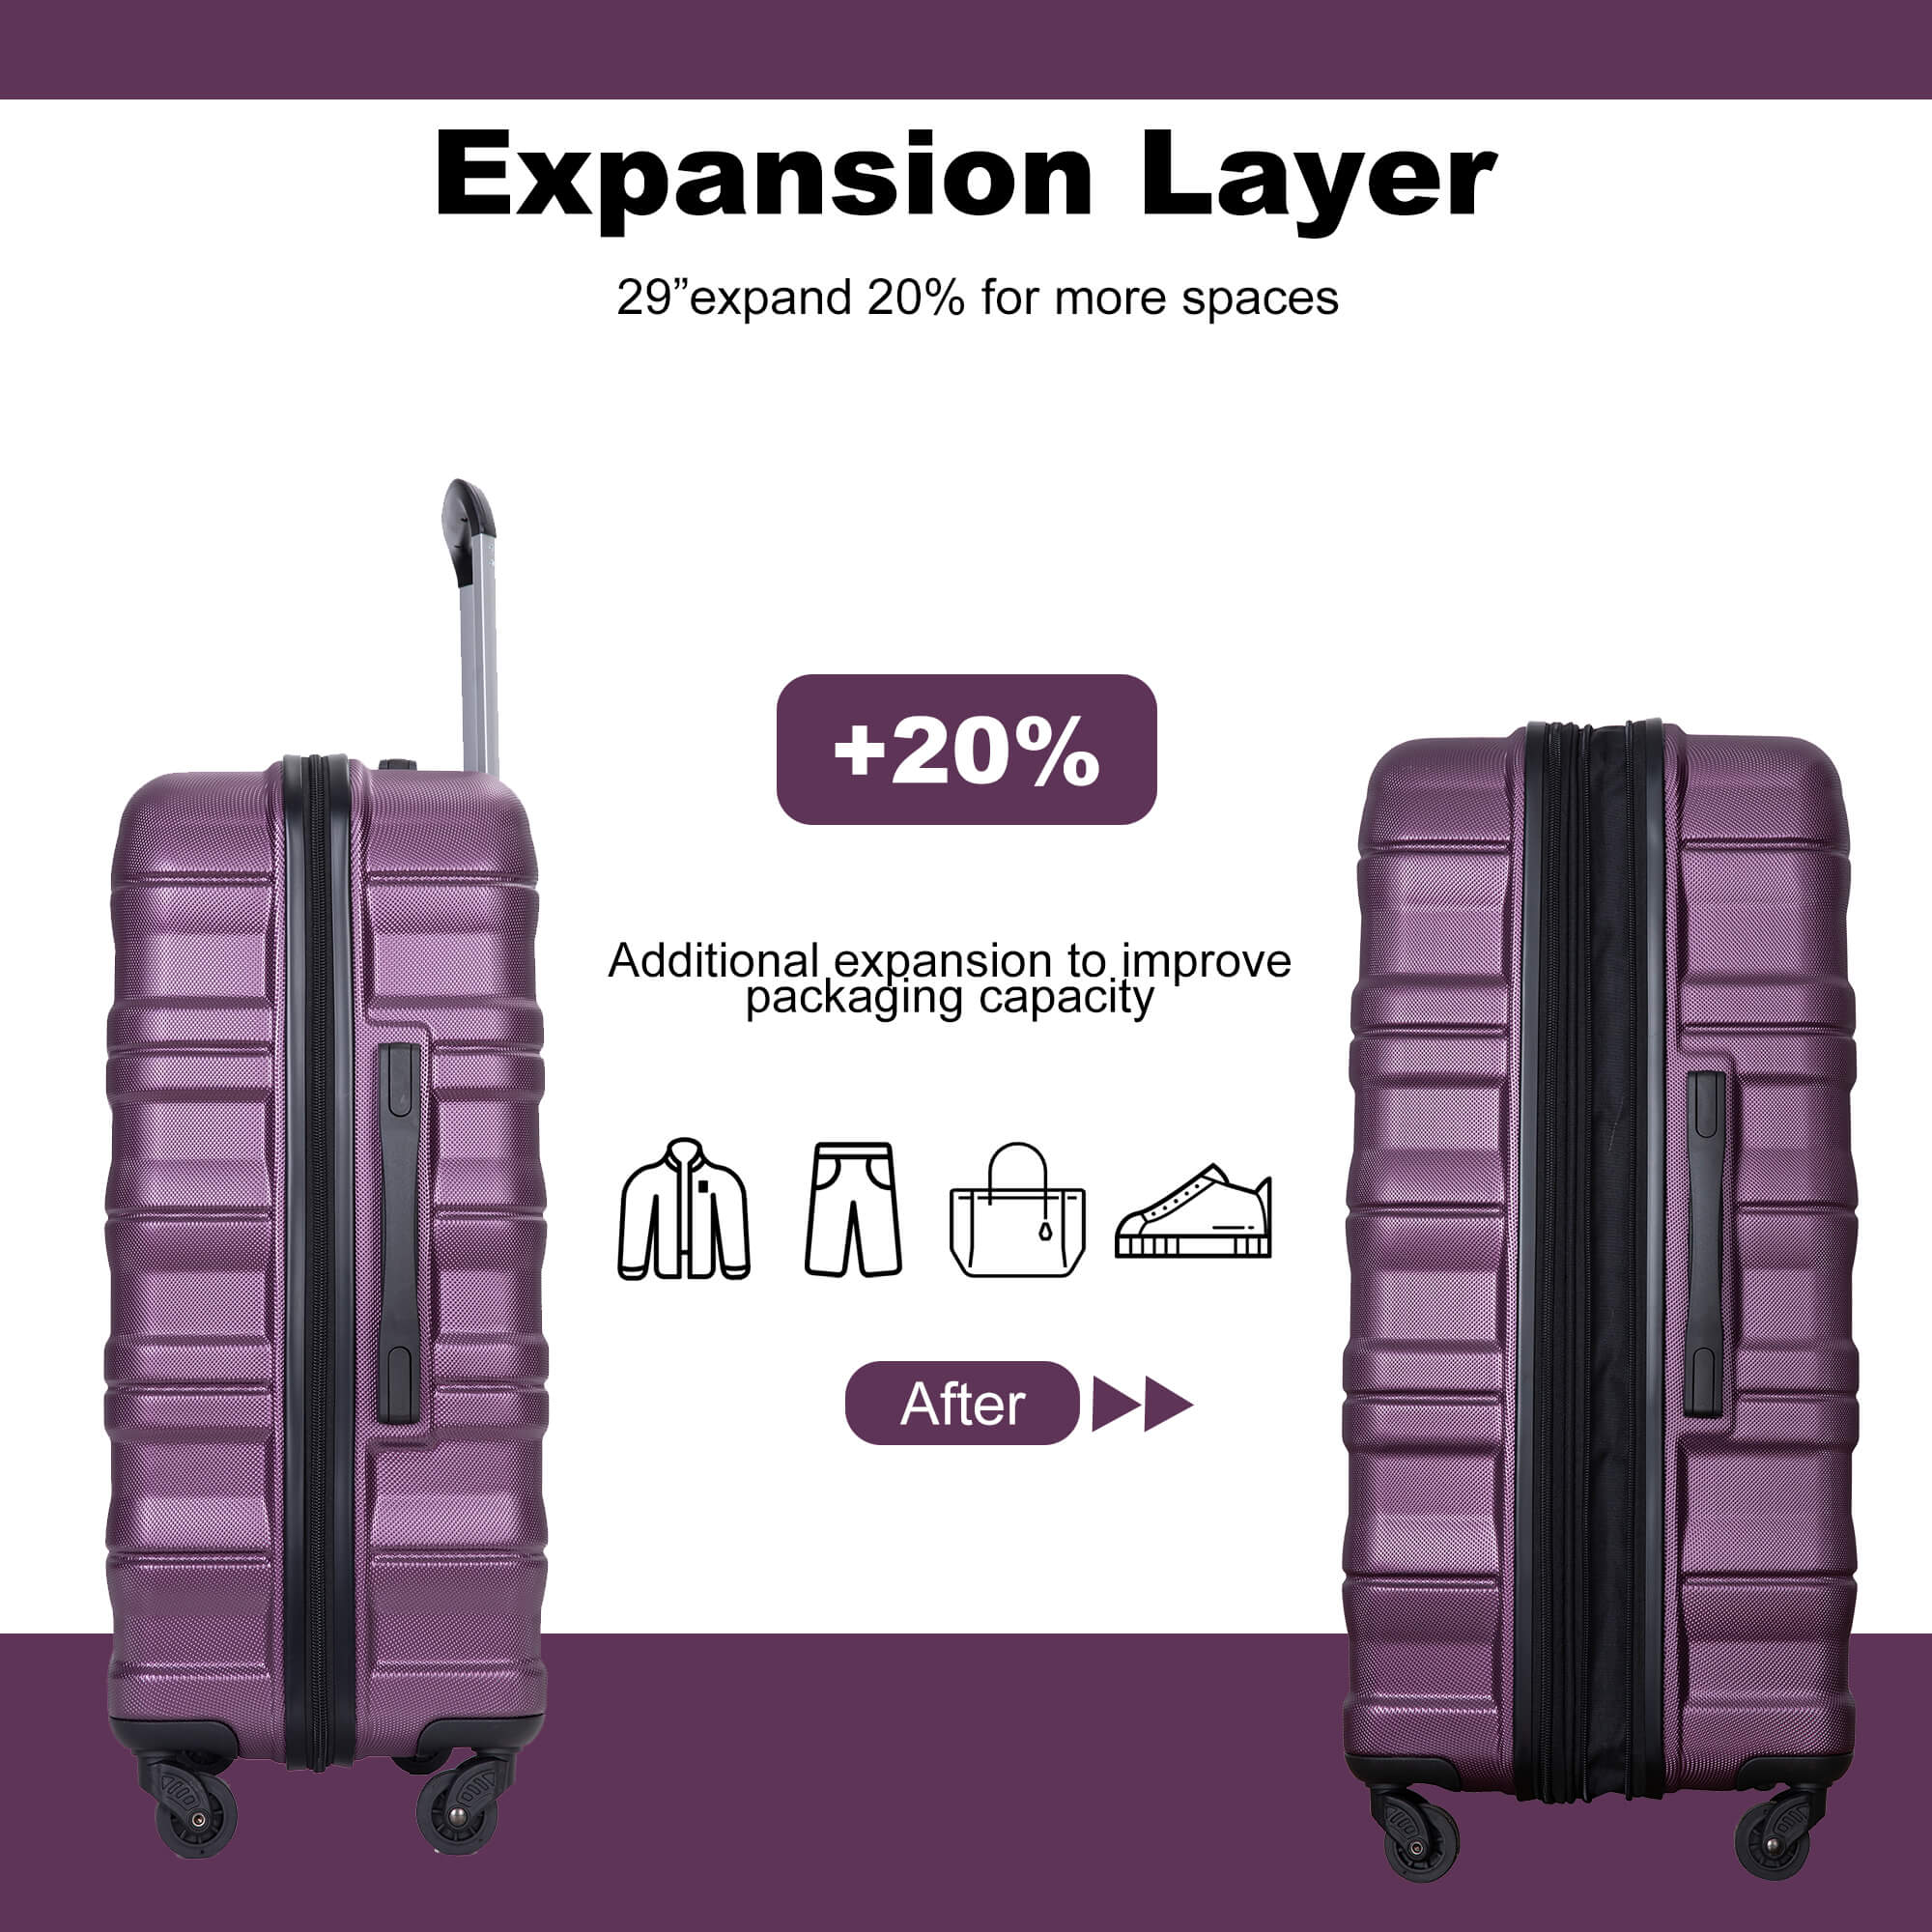 Expansion Layer
29”expand 20% for more spaces
+20%
Additional expansion to improve
packaging capacity
After